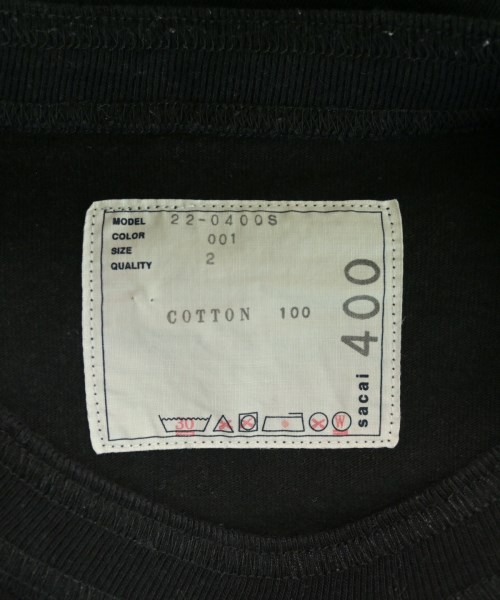 MODEL 22-0400S
COLOR 001
SIZE 2
QUALITY
COTTON 100
30
W
sacai 400